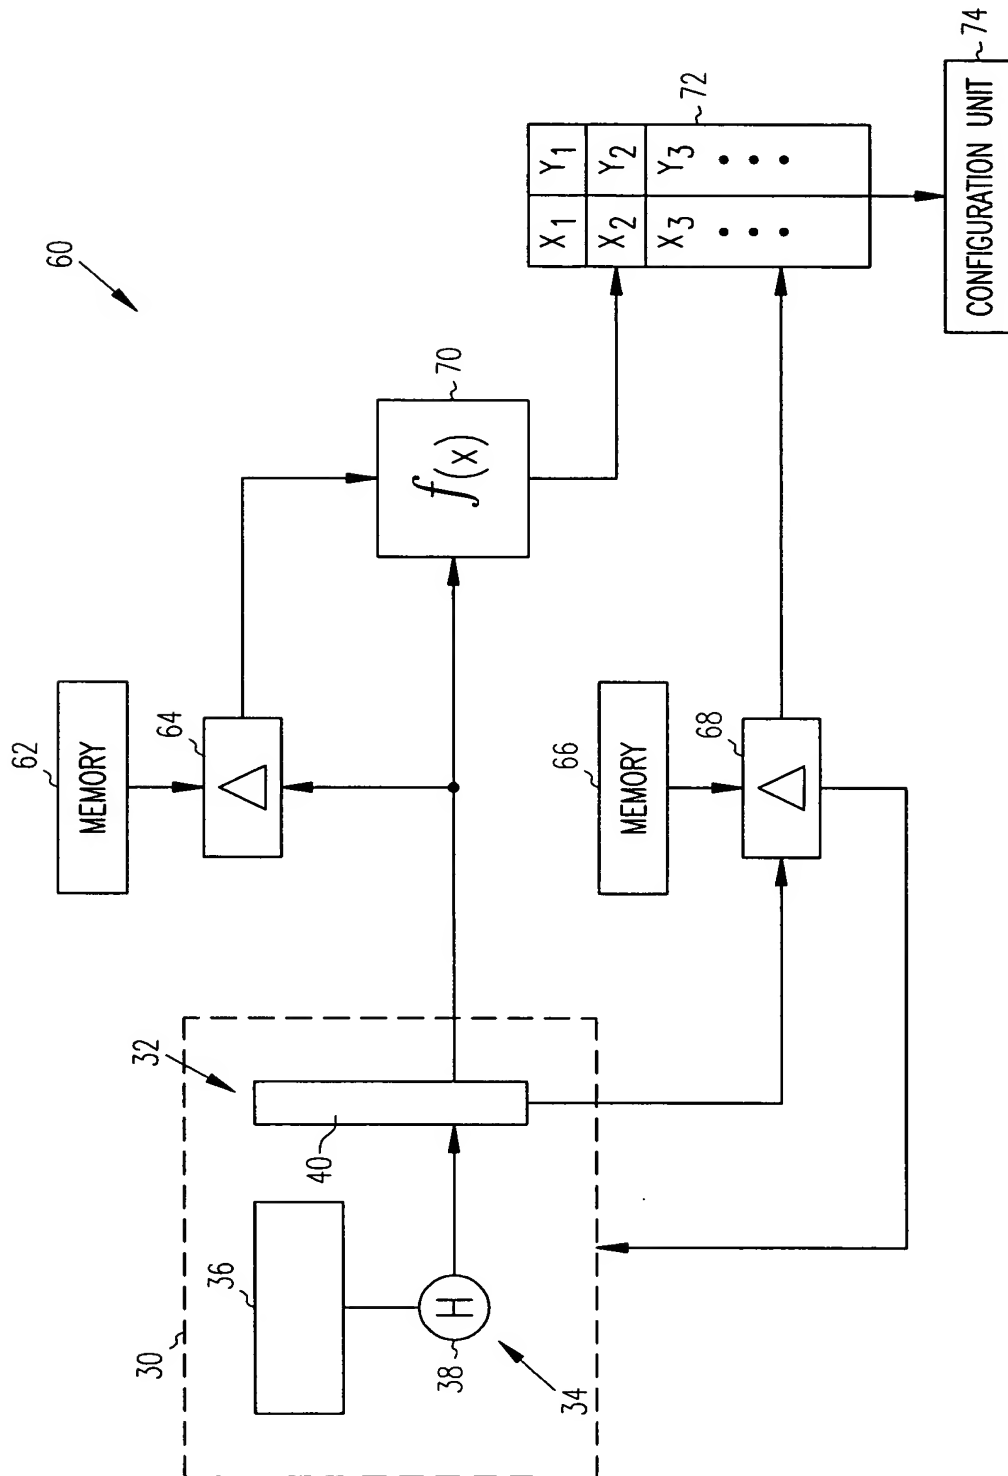 60
62
MEMORY
64
△
70
f(x)
66
MEMORY
68
△
72
X1 Y1
X2 Y2
X3 Y3
• •
• •
• •
74
CONFIGURATION UNIT
30
32
36
40
H
38
34